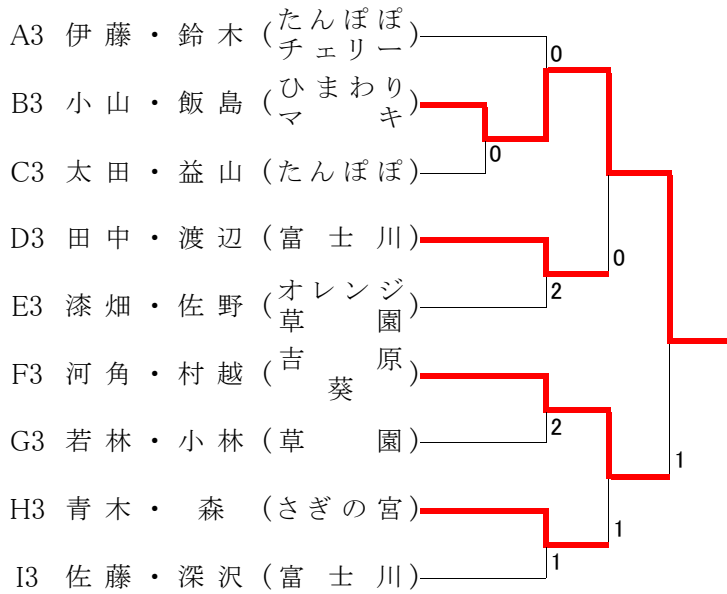 A3 伊藤・鈴木 (たんぽぽ チェリー)
0
B3 小山・飯島 (ひまわり マキ)
0
C3 太田・益山 (たんぽぽ)
D3 田中・渡辺 (富士川)
0
2
E3 漆畑・佐野 (オレンジ 草園)
F3 河角・村越 (吉原 葵)
2
G3 若林・小林 (草園)
1
H3 青木・森 (さぎの宮)
1
1
I3 佐藤・深沢 (富士川)